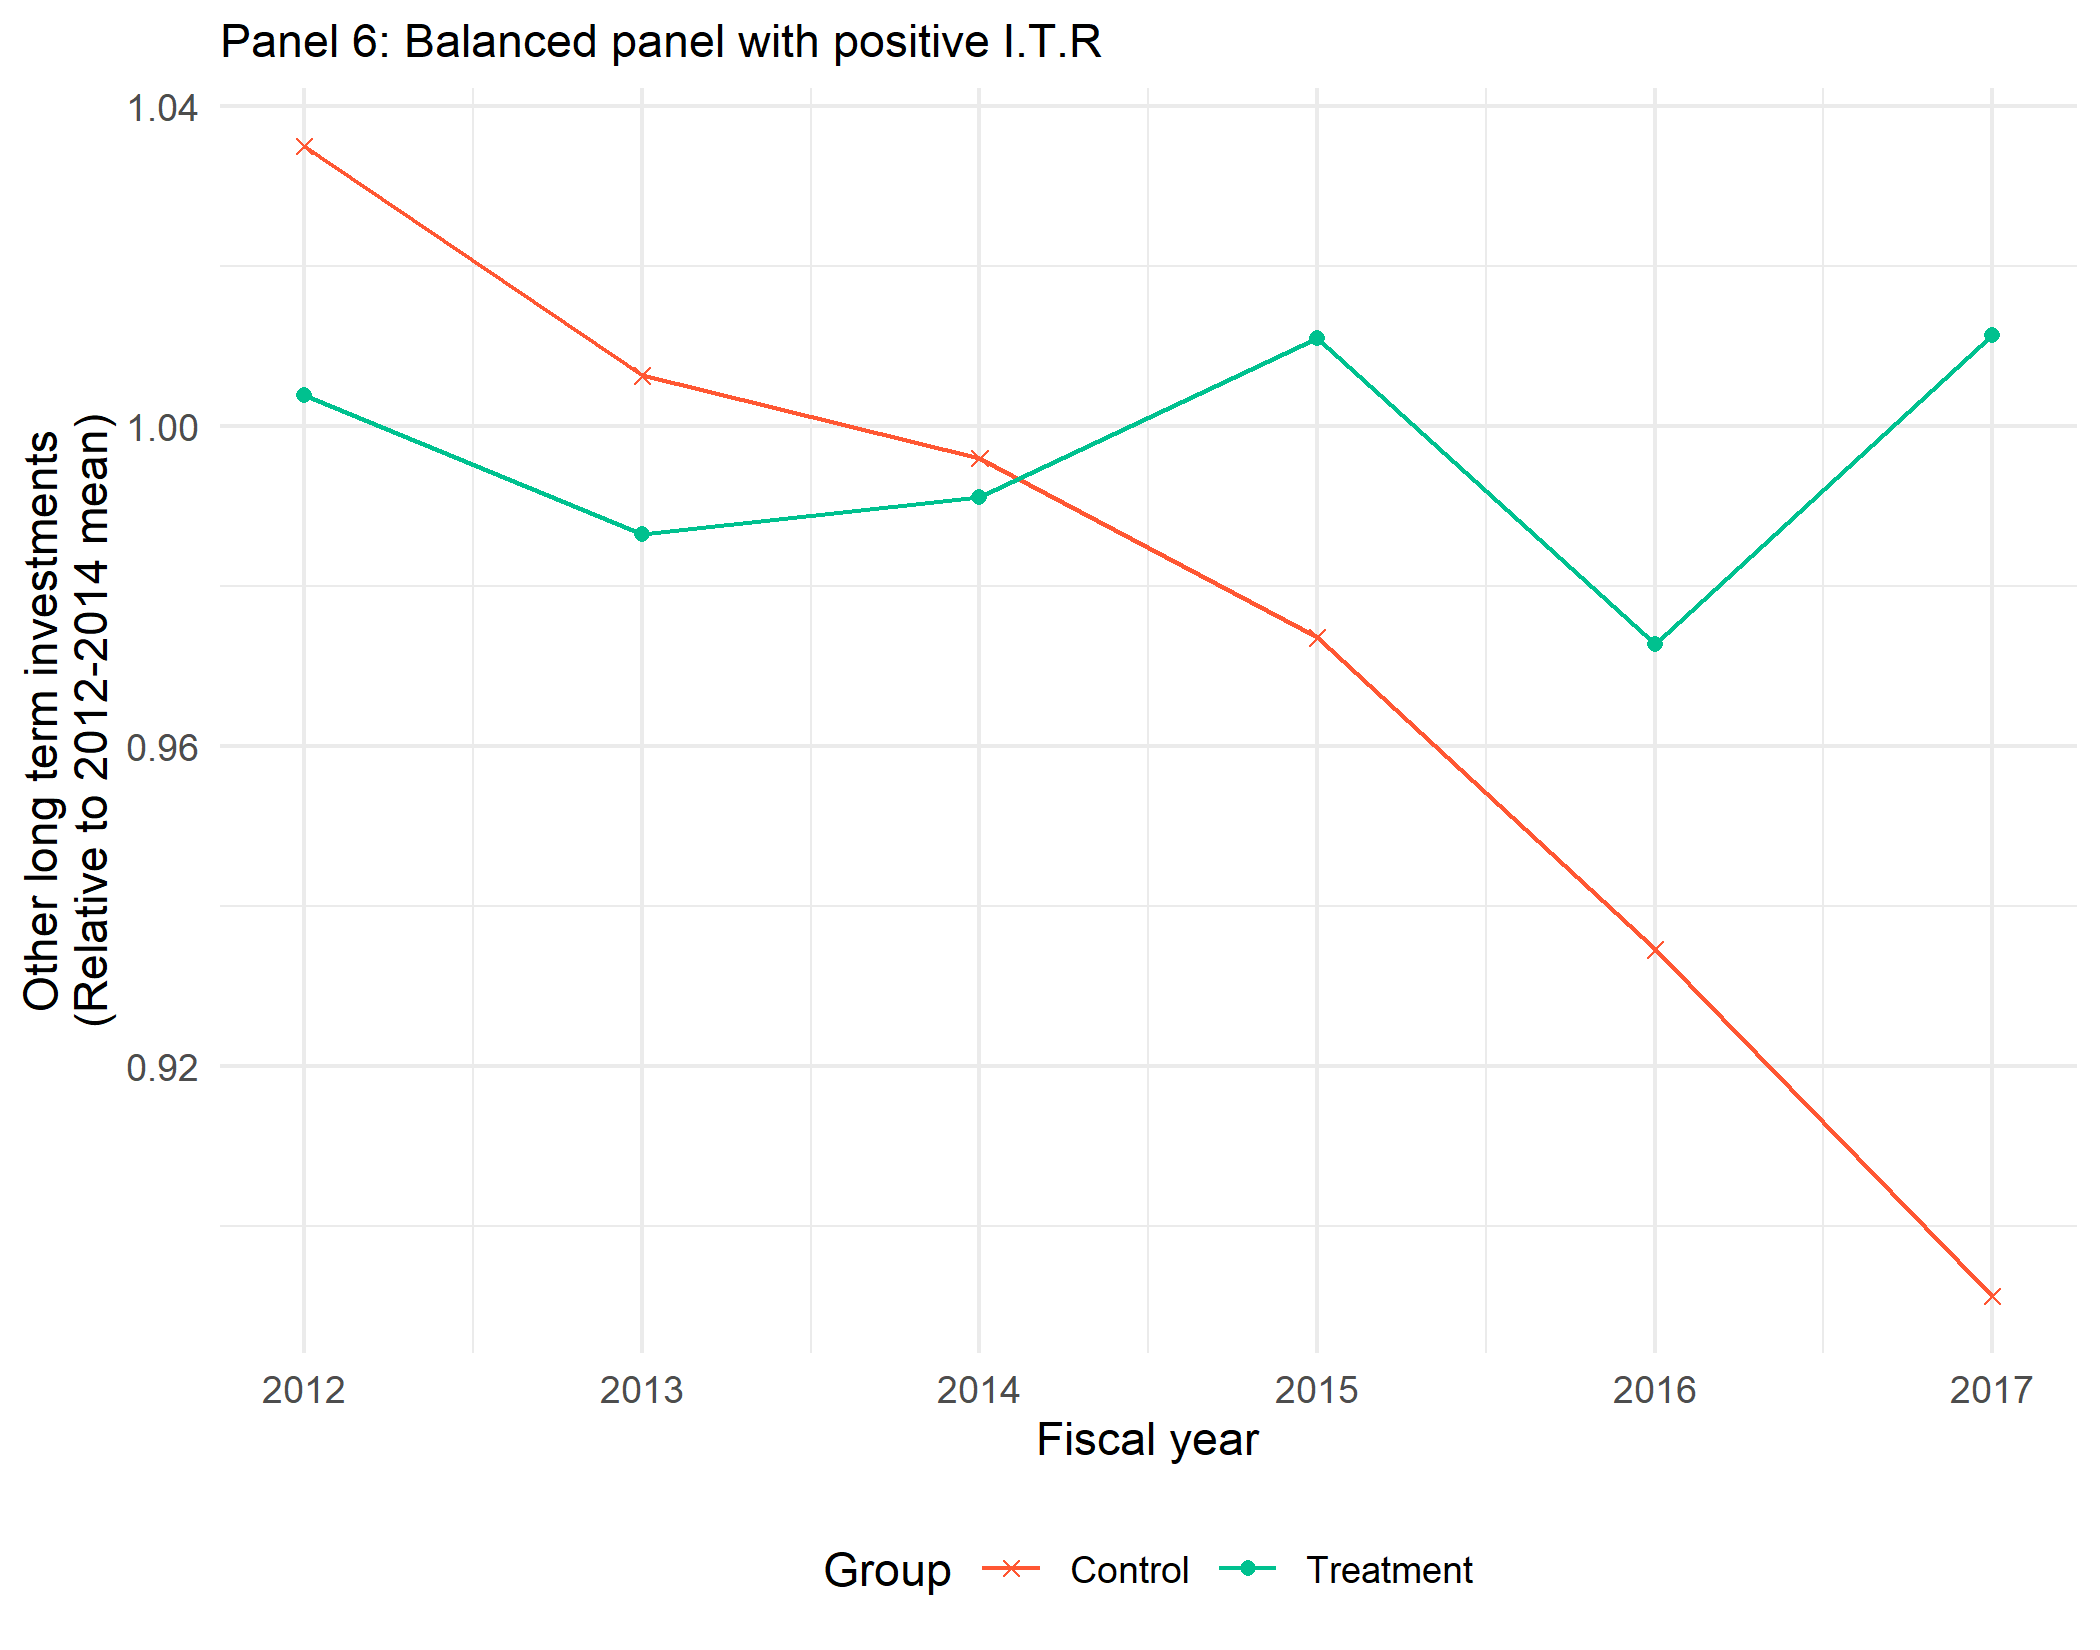 Panel 6: Balanced panel with positive I.T.R
Other long term investments
(Relative to 2012-2014 mean)
1.04
1.00
0.96
0.92
2012 2013 2014 2015 2016 2017
Fiscal year
Group Control Treatment